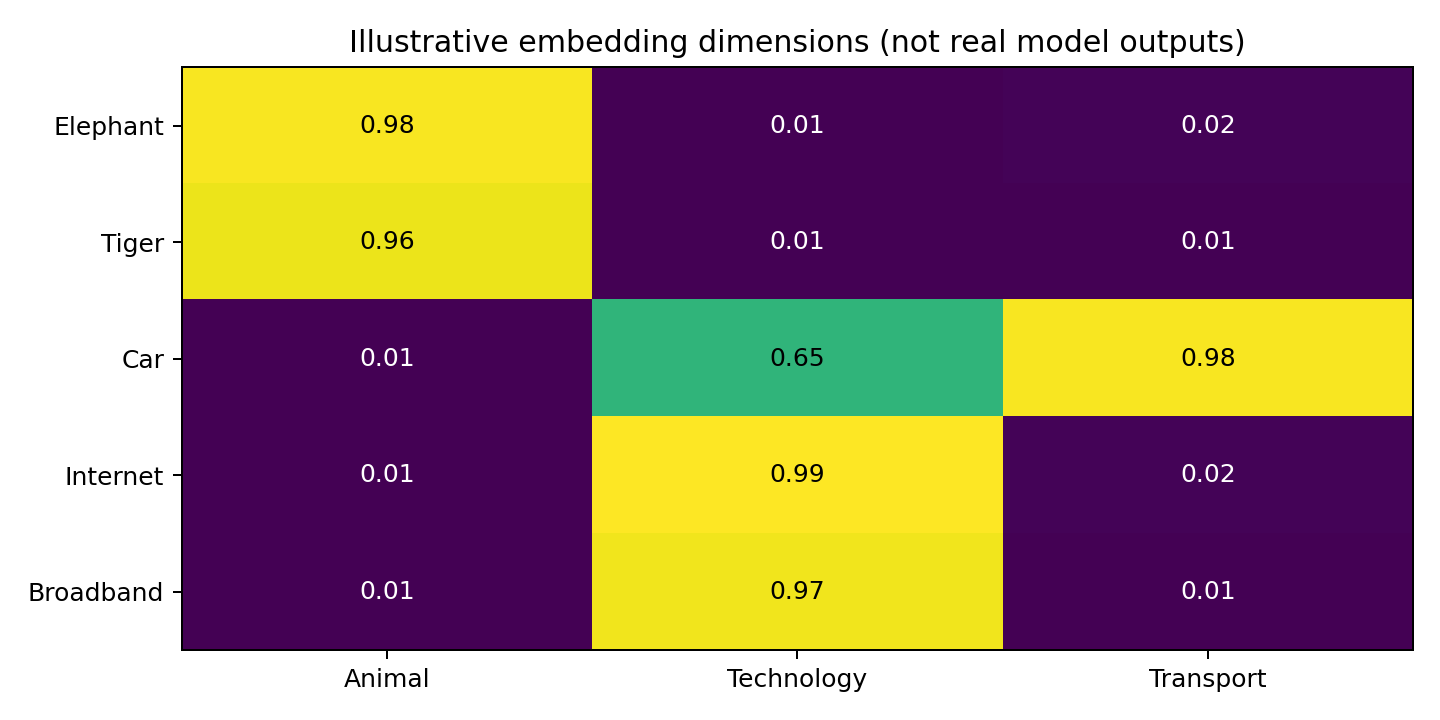 Illustrative embedding dimensions (not real model outputs)
Elephant 0.98 0.01 0.02
Tiger 0.96 0.01 0.01
Car 0.01 0.65 0.98
Internet 0.01 0.99 0.02
Broadband 0.01 0.97 0.01
Animal Technology Transport